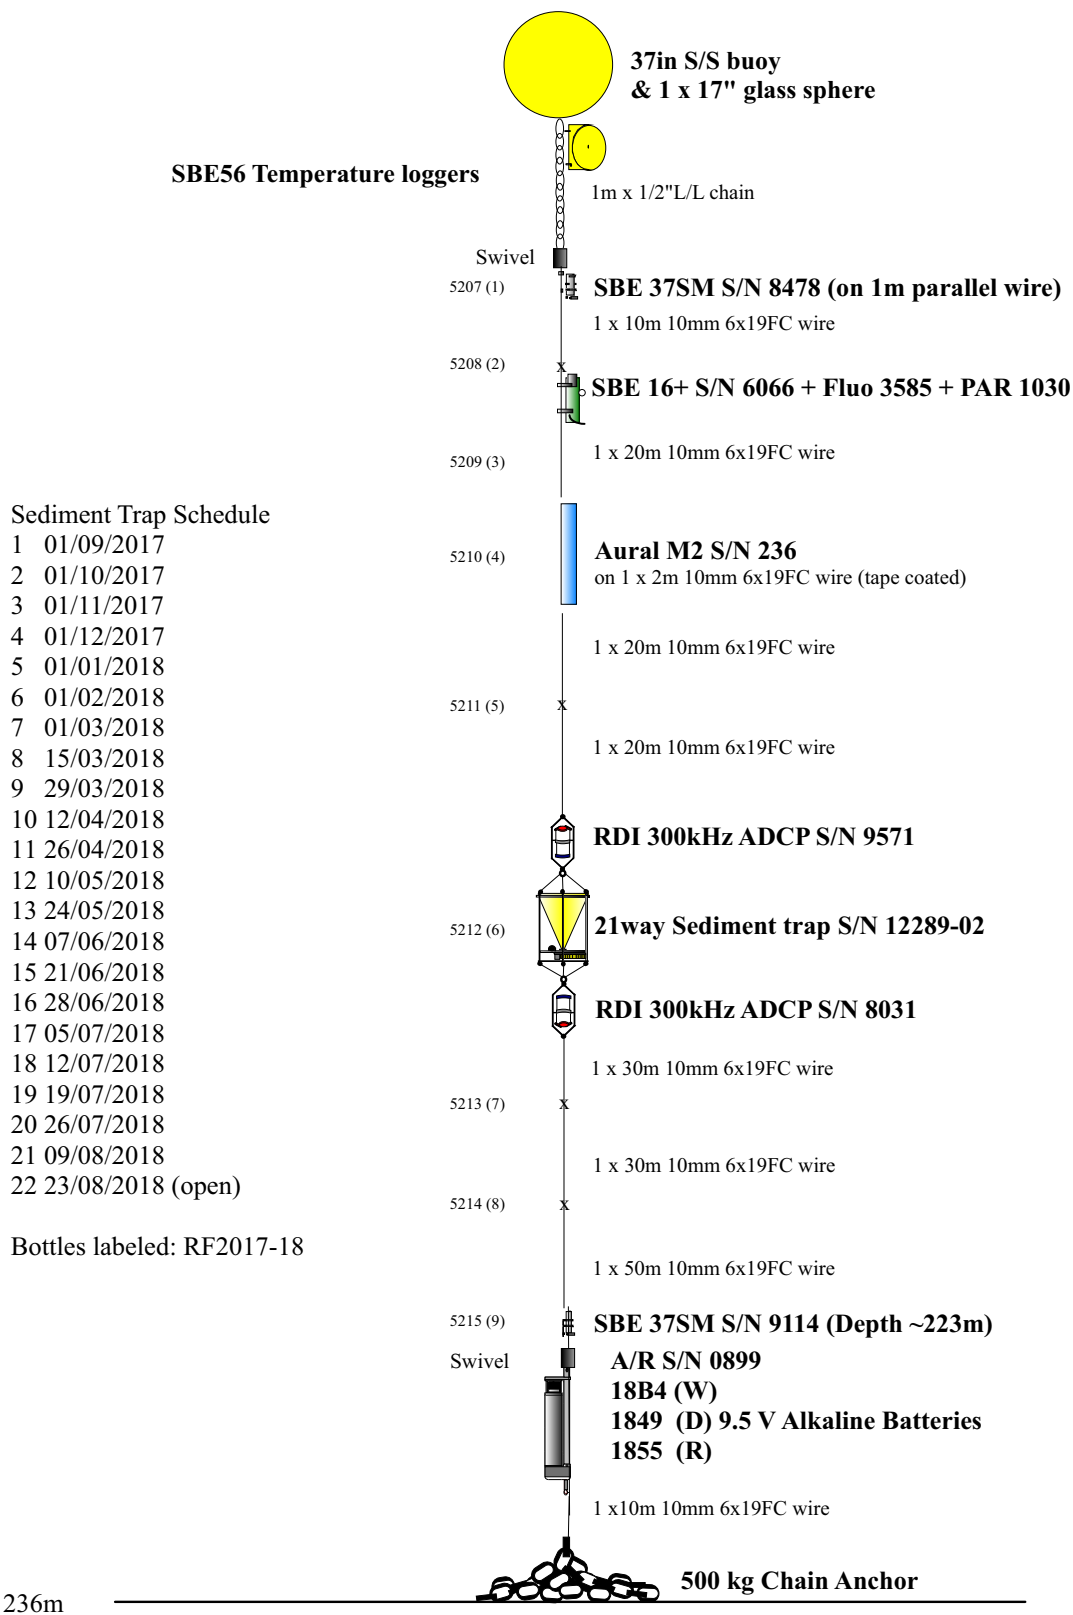 37in S/S buoy
& 1 x 17" glass sphere
SBE56 Temperature loggers
1m x 1/2"L/L chain
Swivel
5207 (1)
SBE 37SM S/N 8478 (on 1m parallel wire)
1 x 10m 10mm 6x19FC wire
5208 (2)
x
SBE 16+ S/N 6066 + Fluo 3585 + PAR 1030
1 x 20m 10mm 6x19FC wire
5209 (3)
Sediment Trap Schedule
1 01/09/2017
2 01/10/2017
3 01/11/2017
4 01/12/2017
5 01/01/2018
6 01/02/2018
7 01/03/2018
8 15/03/2018
9 29/03/2018
10 12/04/2018
11 26/04/2018
12 10/05/2018
13 24/05/2018
14 07/06/2018
15 21/06/2018
16 28/06/2018
17 05/07/2018
18 12/07/2018
19 19/07/2018
20 26/07/2018
21 09/08/2018
22 23/08/2018 (open)
Bottles labeled: RF2017-18
5210 (4)
Aural M2 S/N 236
on 1 x 2m 10mm 6x19FC wire (tape coated)
1 x 20m 10mm 6x19FC wire
5211 (5)
x
1 x 20m 10mm 6x19FC wire
RDI 300kHz ADCP S/N 9571
5212 (6)
21way Sediment trap S/N 12289-02
RDI 300kHz ADCP S/N 8031
1 x 30m 10mm 6x19FC wire
5213 (7)
x
1 x 30m 10mm 6x19FC wire
5214 (8)
x
1 x 50m 10mm 6x19FC wire
5215 (9)
SBE 37SM S/N 9114 (Depth ~223m)
Swivel
A/R S/N 0899
18B4 (W)
1849 (D) 9.5 V Alkaline Batteries
1855 (R)
1 x10m 10mm 6x19FC wire
500 kg Chain Anchor
236m